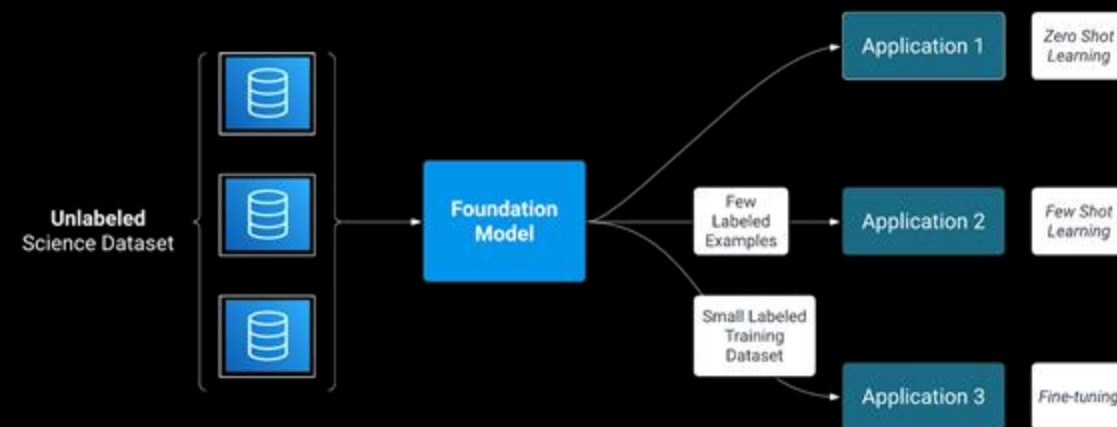 Unlabeled
Science Dataset
Foundation
Model
Application 1
Zero Shot
Learning
Few
Labeled
Examples
Application 2
Few Shot
Learning
Small Labeled
Training
Dataset
Application 3
Fine-tuning